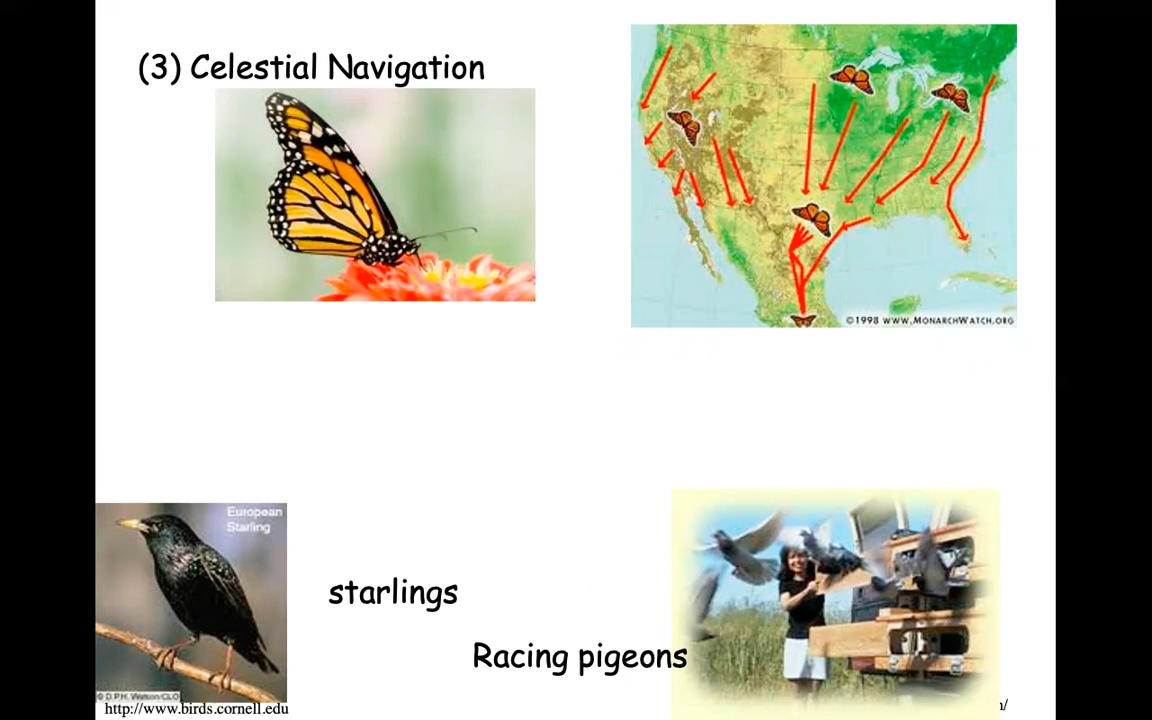 (3) Celestial Navigation
©1998 WWW.MONARCHWATCH.ORG
European
Starling
starlings
Racing pigeons
© D.P.H. Watson/CLO
http://www.birds.cornell.edu